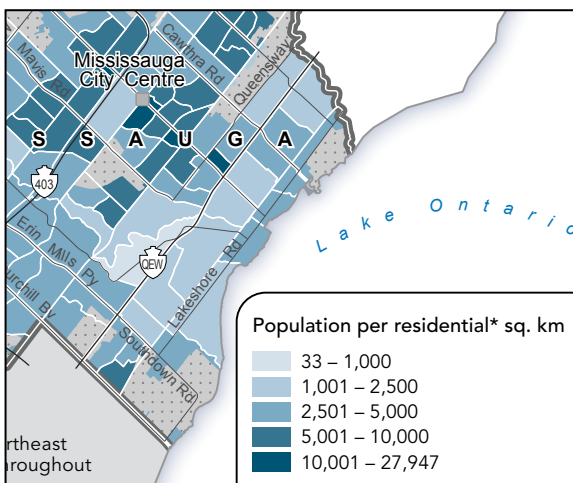 Mavis Rd
Cawthra Rd
Queensway
Mississauga
City Centre
SSAUGA
403
Erin Mills Py
QEW
Lakeshore Rd
Lake Ontario
urchill By
Southdown Rd
rtheast
roughout
Population per residential* sq. km
33 – 1,000
1,001 – 2,500
2,501 – 5,000
5,001 – 10,000
10,001 – 27,947